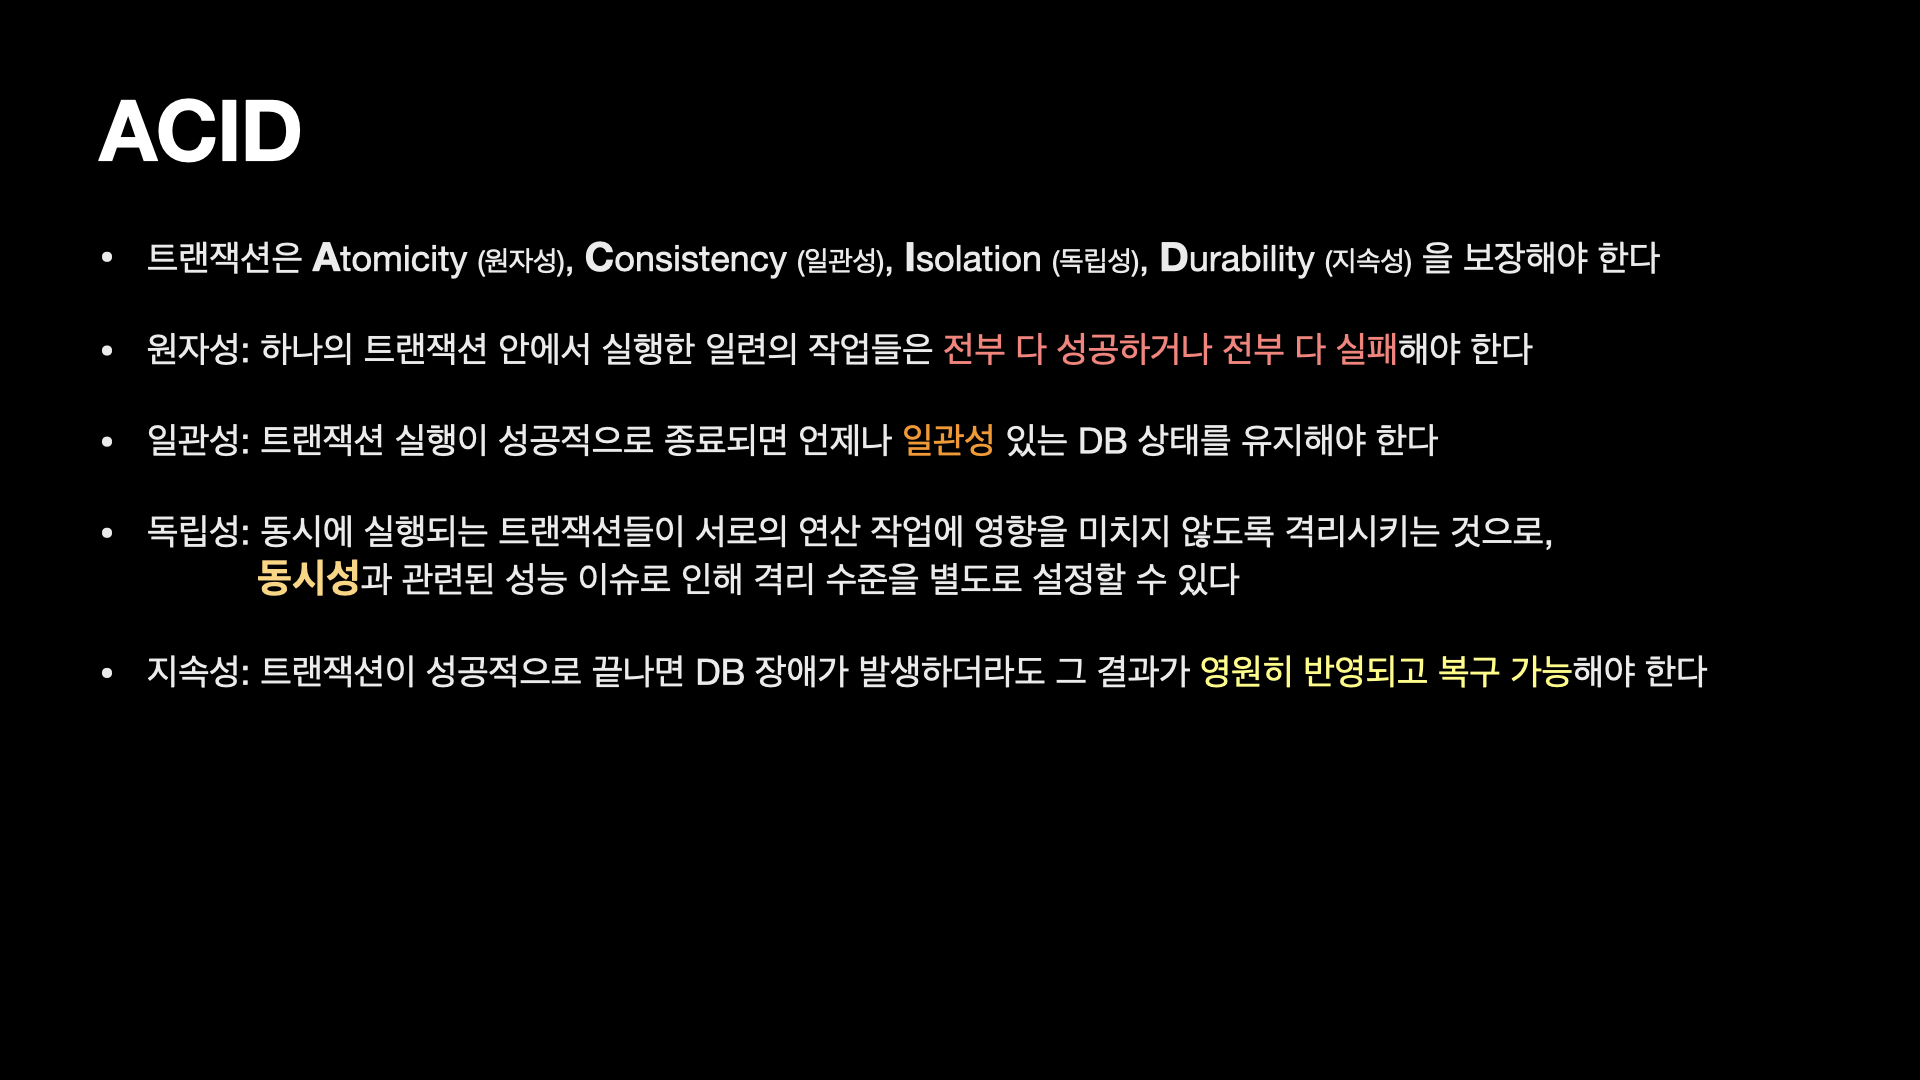 ACID
• 트랜잭션은 Atomicity (원자성), Consistency (일관성), Isolation (독립성), Durability (지속성) 을 보장해야 한다
• 원자성: 하나의 트랜잭션 안에서 실행한 일련의 작업들은 전부 다 성공하거나 전부 다 실패해야 한다
• 일관성: 트랜잭션 실행이 성공적으로 종료되면 언제나 일관성 있는 DB 상태를 유지해야 한다
• 독립성: 동시에 실행되는 트랜잭션들이 서로의 연산 작업에 영향을 미치지 않도록 격리시키는 것으로,
동시성과 관련된 성능 이슈로 인해 격리 수준을 별도로 설정할 수 있다
• 지속성: 트랜잭션이 성공적으로 끝나면 DB 장애가 발생하더라도 그 결과가 영원히 반영되고 복구 가능해야 한다